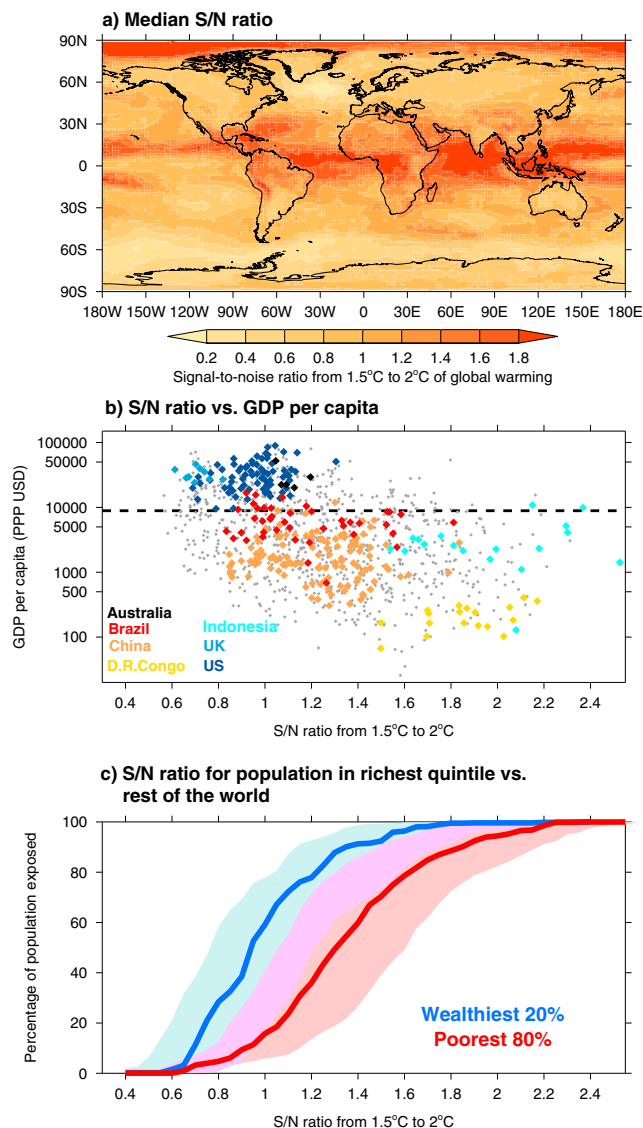 a) Median S/N ratio
90N
60N
30N
0
30S
60S
90S
180W 150W 120W 90W 60W 30W 0 30E 60E 90E 120E 150E 180E
0.2 0.4 0.6 0.8 1 1.2 1.4 1.6 1.8
Signal-to-noise ratio from 1.5°C to 2°C of global warming
b) S/N ratio vs. GDP per capita
GDP per capita (PPP USD)
100000
50000
10000
5000
1000
500
100
Australia
Brazil Indonesia
China UK
D.R.Congo US
0.4 0.6 0.8 1 1.2 1.4 1.6 1.8 2 2.2 2.4
S/N ratio from 1.5°C to 2°C
c) S/N ratio for population in richest quintile vs.
rest of the world
Percentage of population exposed
100
80
60
40
20
0
Wealthiest 20%
Poorest 80%
0.4 0.6 0.8 1 1.2 1.4 1.6 1.8 2 2.2 2.4
S/N ratio from 1.5°C to 2°C